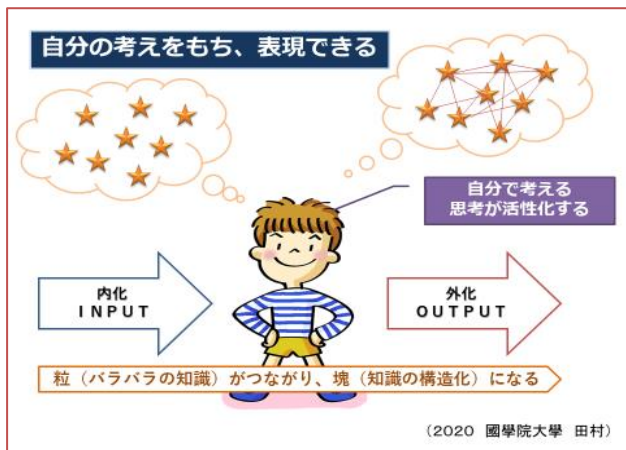 自分の考えをもち、表現できる
自分で考える
思考が活性化する
内化
INPUT
外化
OUTPUT
粒（バラバラの知識）がつながり、塊（知識の構造化）になる
（2020 國學院大學 田村）